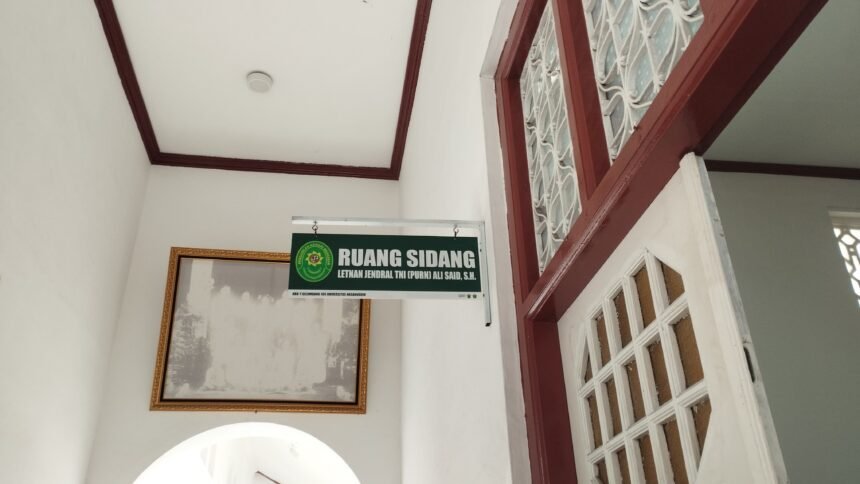 RUANG SIDANG
LETNAN JENDRAL TNI (PURN) ALI SAID, S.H.